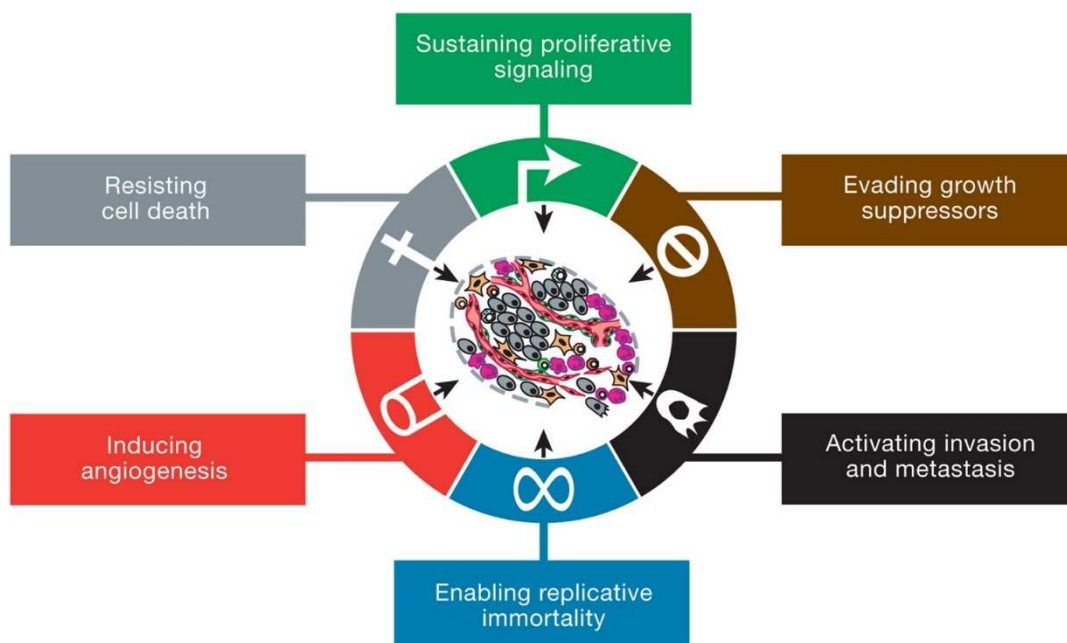 Sustaining proliferative
signaling
Resisting
cell death
Evading growth
suppressors
Inducing
angiogenesis
Activating invasion
and metastasis
Enabling replicative
immortality